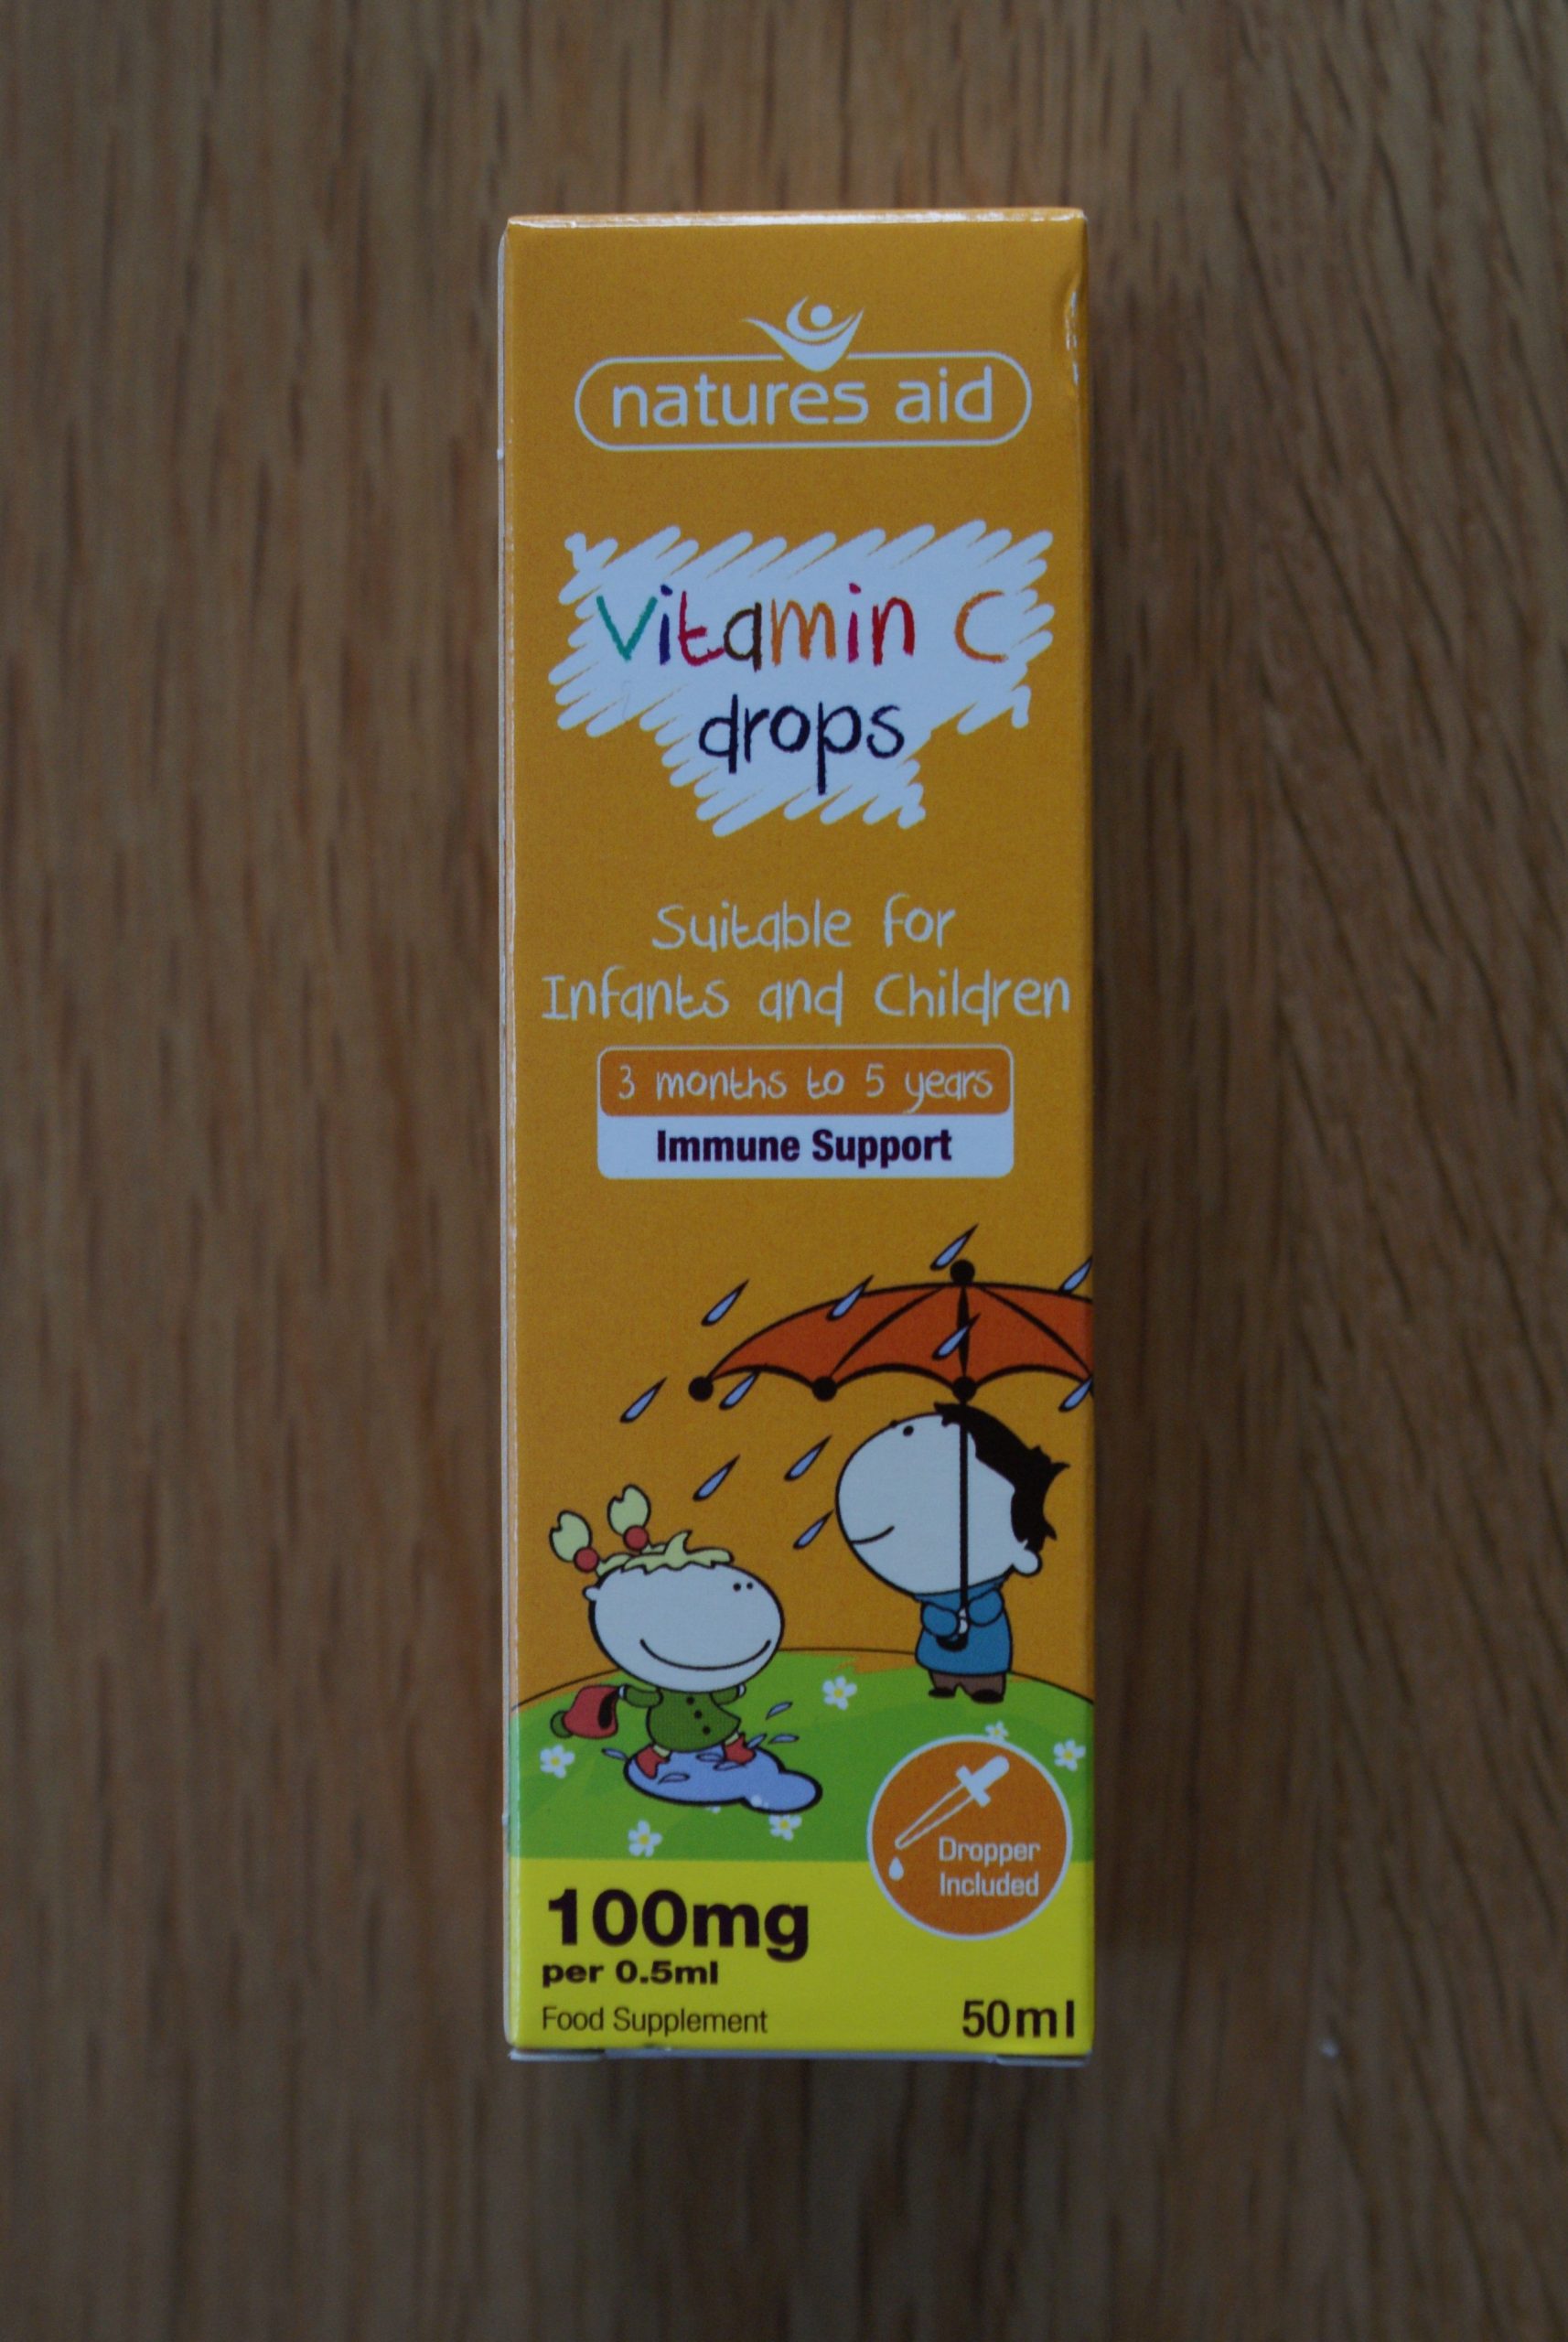 natures aid
Vitamin C
drops
Suitable for
Infants and Children
3 months to 5 years
Immune Support
Dropper
Included
100mg
per 0.5ml
Food Supplement
50ml